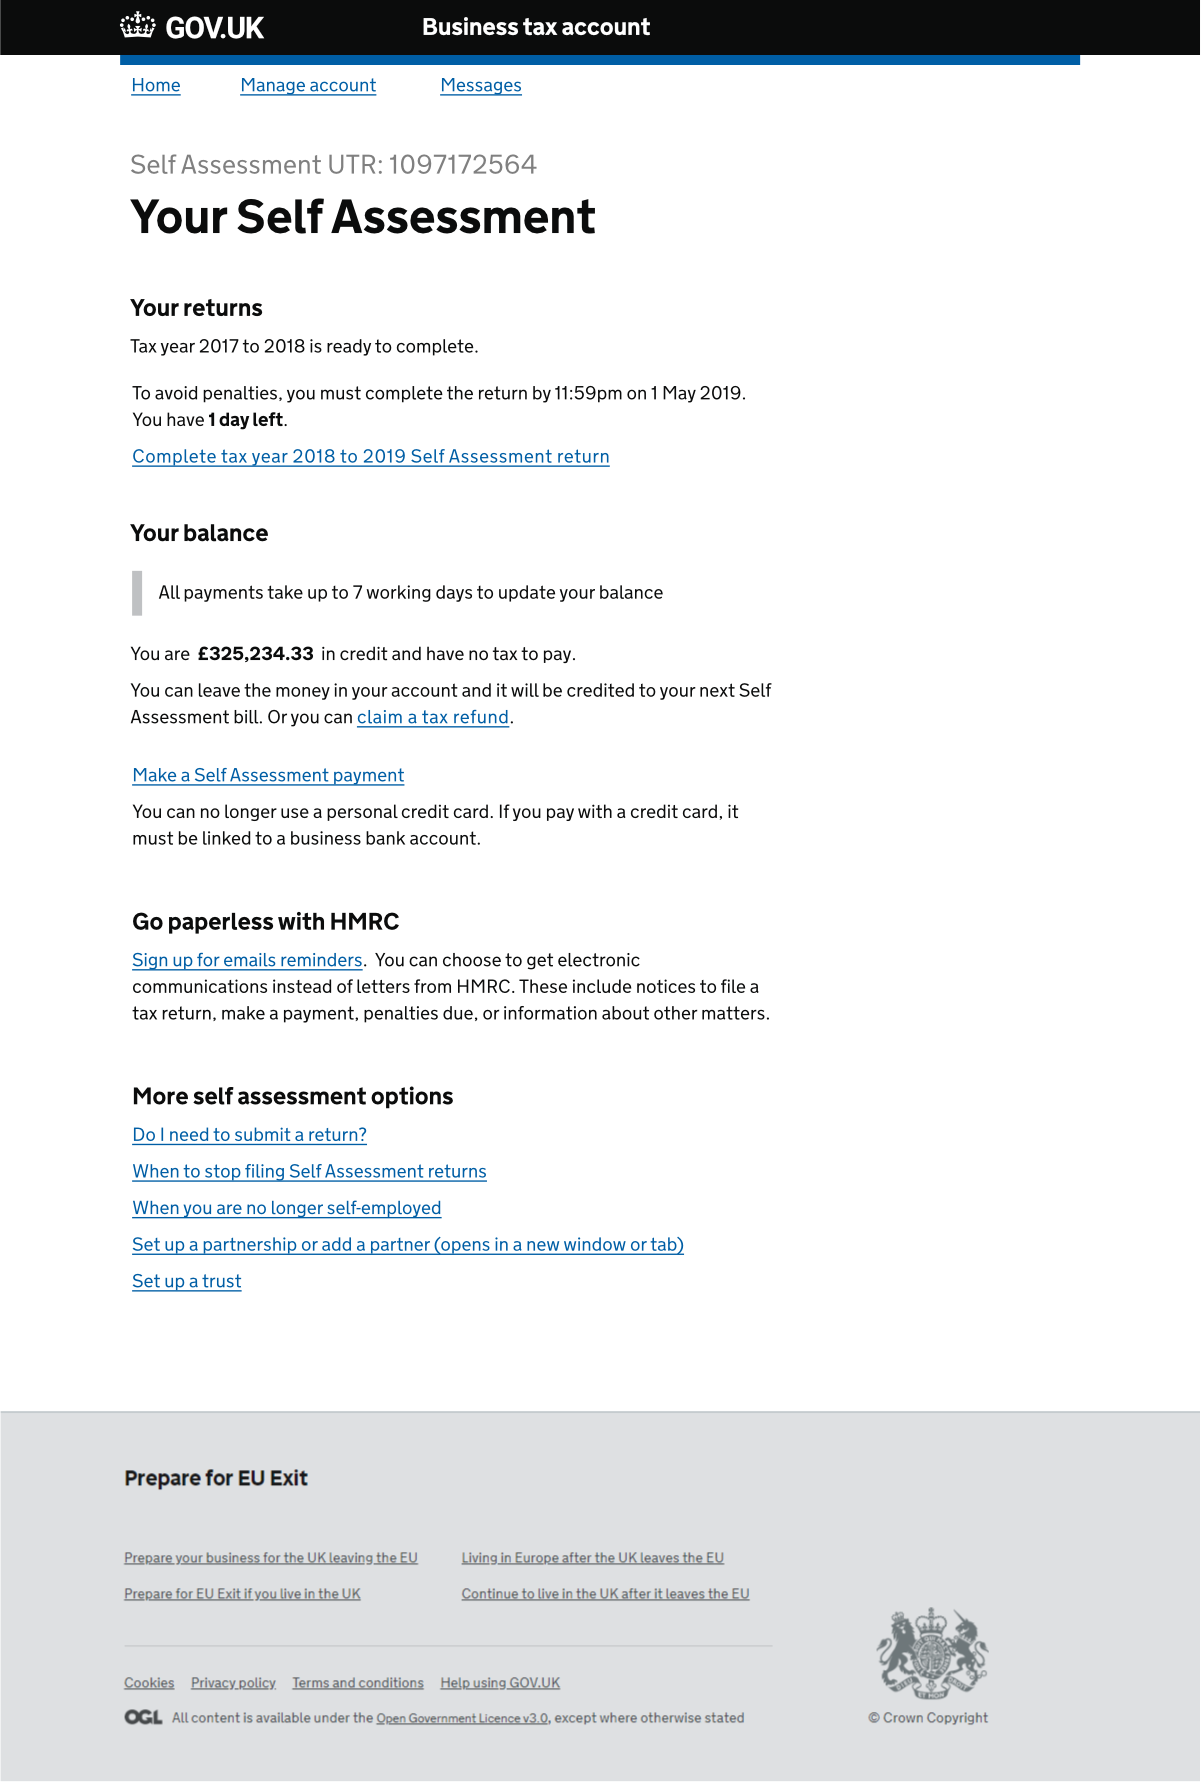 GOV.UK
Business tax account
Home
Manage account
Messages
Self Assessment UTR: 1097172564
Your Self Assessment
Your returns
Tax year 2017 to 2018 is ready to complete.
To avoid penalties, you must complete the return by 11:59pm on 1 May 2019.
You have 1 day left.
Complete tax year 2018 to 2019 Self Assessment return
Your balance
All payments take up to 7 working days to update your balance
You are £325,234.33 in credit and have no tax to pay.
You can leave the money in your account and it will be credited to your next Self
Assessment bill. Or you can claim a tax refund.
Make a Self Assessment payment
You can no longer use a personal credit card. If you pay with a credit card, it
must be linked to a business bank account.
Go paperless with HMRC
Sign up for emails reminders. You can choose to get electronic
communications instead of letters from HMRC. These include notices to file a
tax return, make a payment, penalties due, or information about other matters.
More self assessment options
Do I need to submit a return?
When to stop filing Self Assessment returns
When you are no longer self-employed
Set up a partnership or add a partner (opens in a new window or tab)
Set up a trust
Prepare for EU Exit
Prepare your business for the UK leaving the EU
Living in Europe after the UK leaves the EU
Prepare for EU Exit if you live in the UK
Continue to live in the UK after it leaves the EU
Cookies
Privacy policy
Terms and conditions
Help using GOV.UK
OGL All content is available under the Open Government Licence v3.0, except where otherwise stated
© Crown Copyright